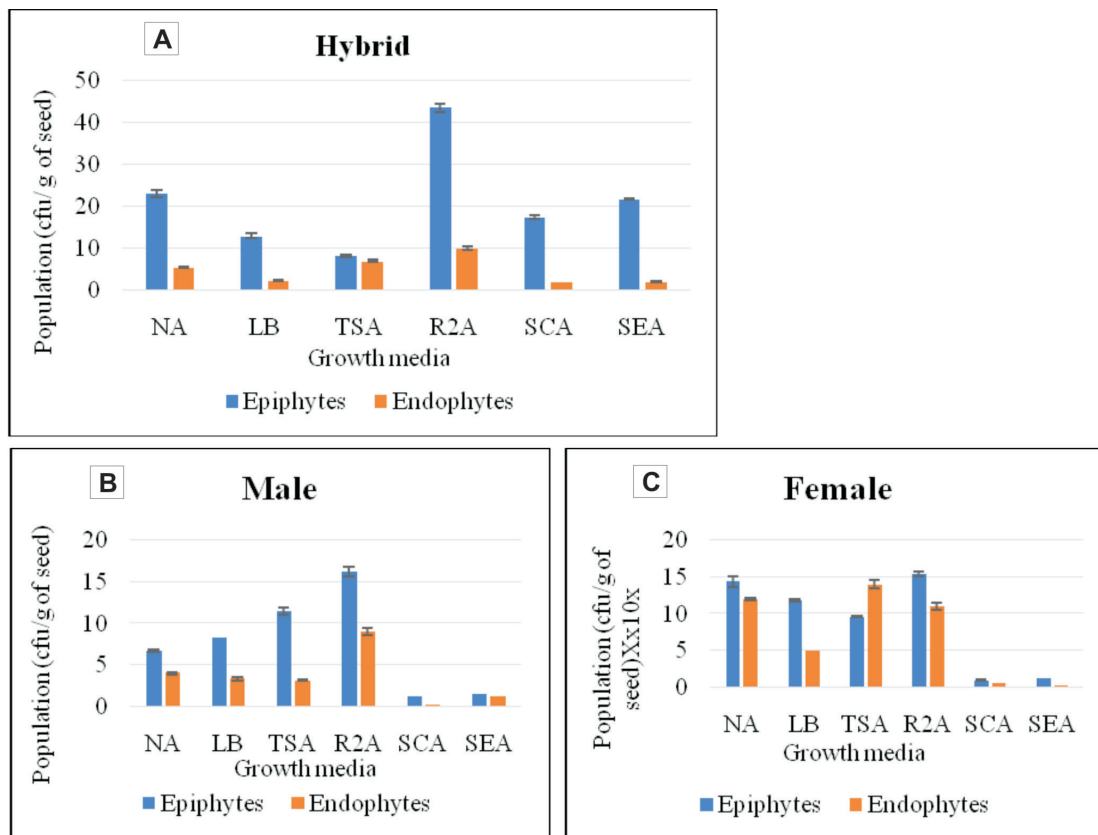 A
Hybrid
Population (cfu/ g of seed)
50
40
30
20
10
0
NA LB TSA R2A SCA SEA
Growth media
Epiphytes Endophytes
B
Male
Population (cfu/g of seed)
20
15
10
5
0
NA LB TSA R2A SCA SEA
Growth media
Epiphytes Endophytes
C
Female
Population (cfu/g of
seed)Xx10x
20
15
10
5
0
NA LB TSA R2A SCA SEA
Growth media
Epiphytes Endophytes